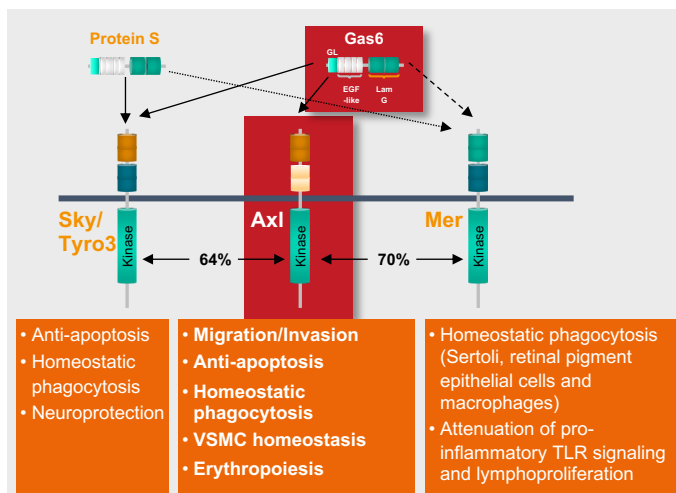 Protein S
Gas6
GL
EGF
-like
Lam
G
Sky/
Tyro3
Axl
Mer
Kinase
Kinase
Kinase
64%
70%
• Anti-apoptosis
• Homeostatic
phagocytosis
• Neuroprotection
• Migration/Invasion
• Anti-apoptosis
• Homeostatic
phagocytosis
• VSMC homeostasis
• Erythropoiesis
• Homeostatic phagocytosis
(Sertoli, retinal pigment
epithelial cells and
macrophages)
• Attenuation of pro-
inflammatory TLR signaling
and lymphoproliferation